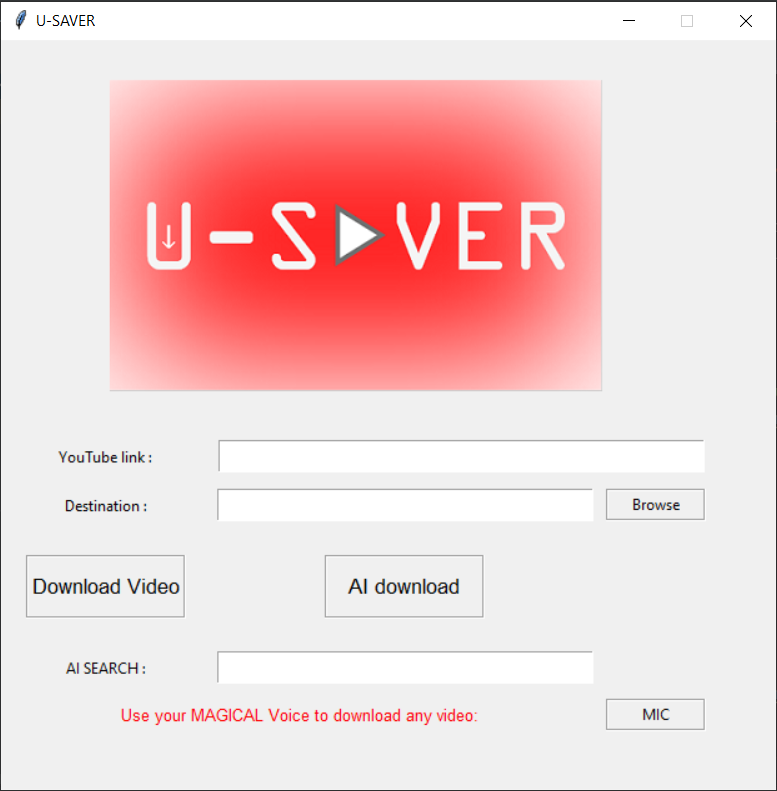 U-SAVER
U-S▶VER
YouTube link :
Destination :
Browse
Download Video
AI download
AI SEARCH :
Use your MAGICAL Voice to download any video:
MIC